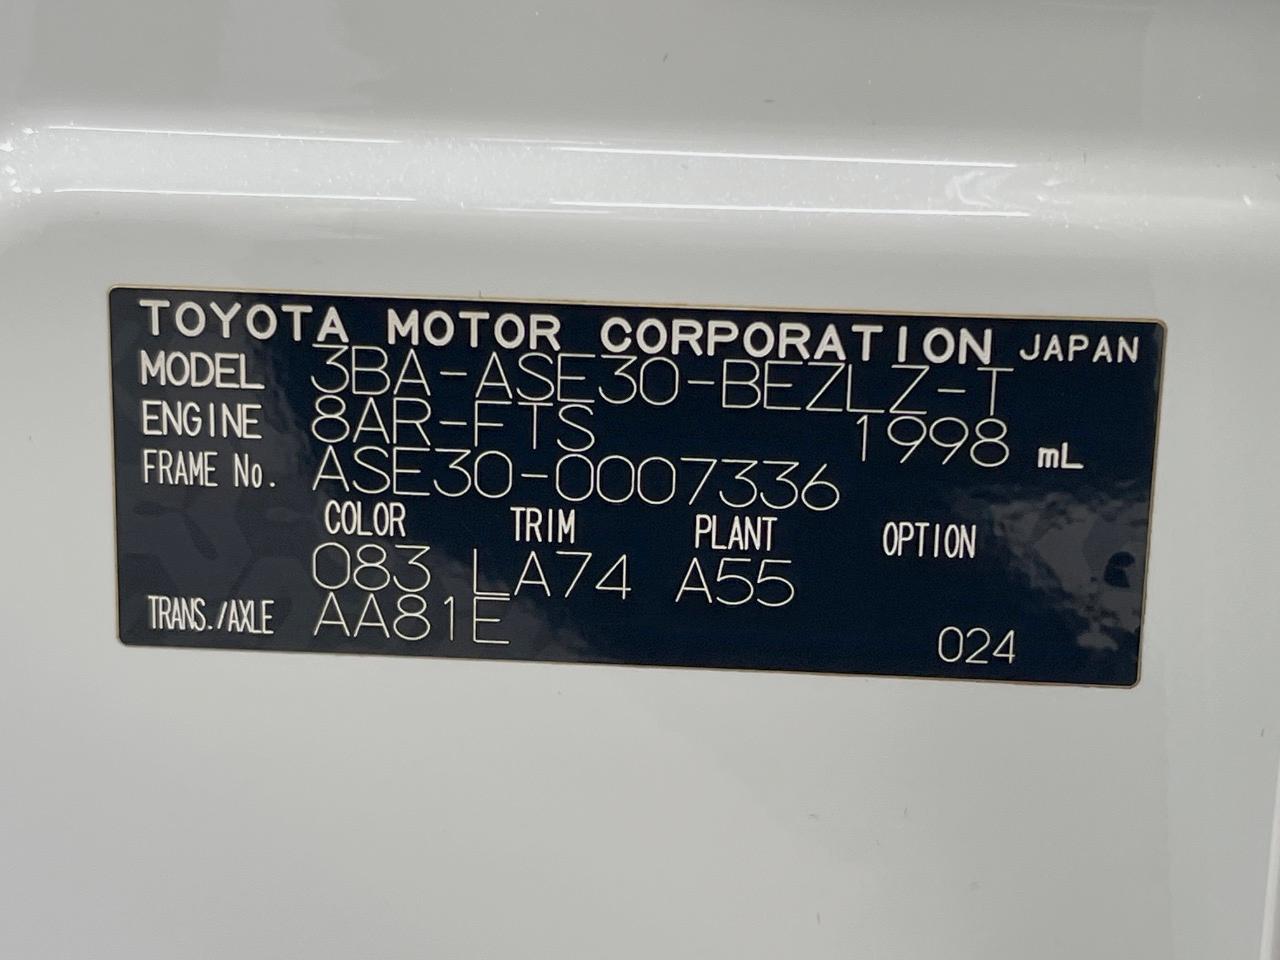 TOYOTA MOTOR CORPORATION JAPAN
MODEL 3BA-ASE30-BEZLZ-T
ENGINE 8AR-FTS 1998 mL
FRAME No. ASE30-0007336
COLOR TRIM PLANT OPTION
083 LA74 A55
TRANS./AXLE AA81E
024